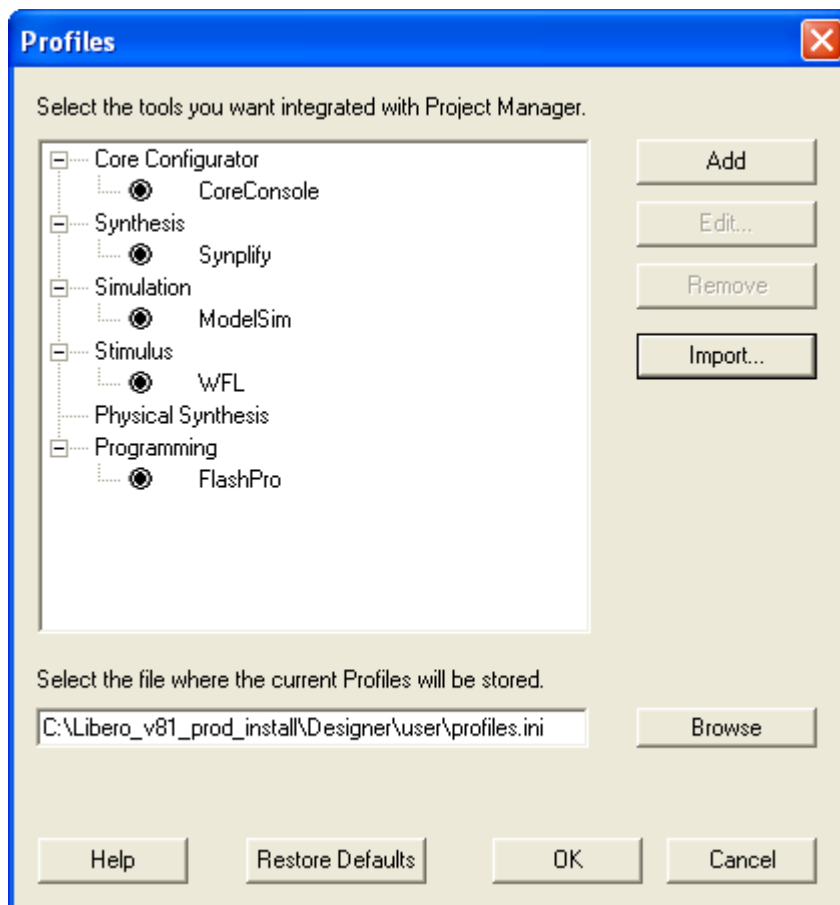 Profiles
Select the tools you want integrated with Project Manager.
Core Configurator
CoreConsole
Synthesis
Synplify
Simulation
ModelSim
Stimulus
WFL
Physical Synthesis
Programming
FlashPro
Add
Edit...
Remove
Import...
Select the file where the current Profiles will be stored.
C:\Libero_v81_prod_install\Designer\user\profiles.ini
Browse
Help
Restore Defaults
OK
Cancel